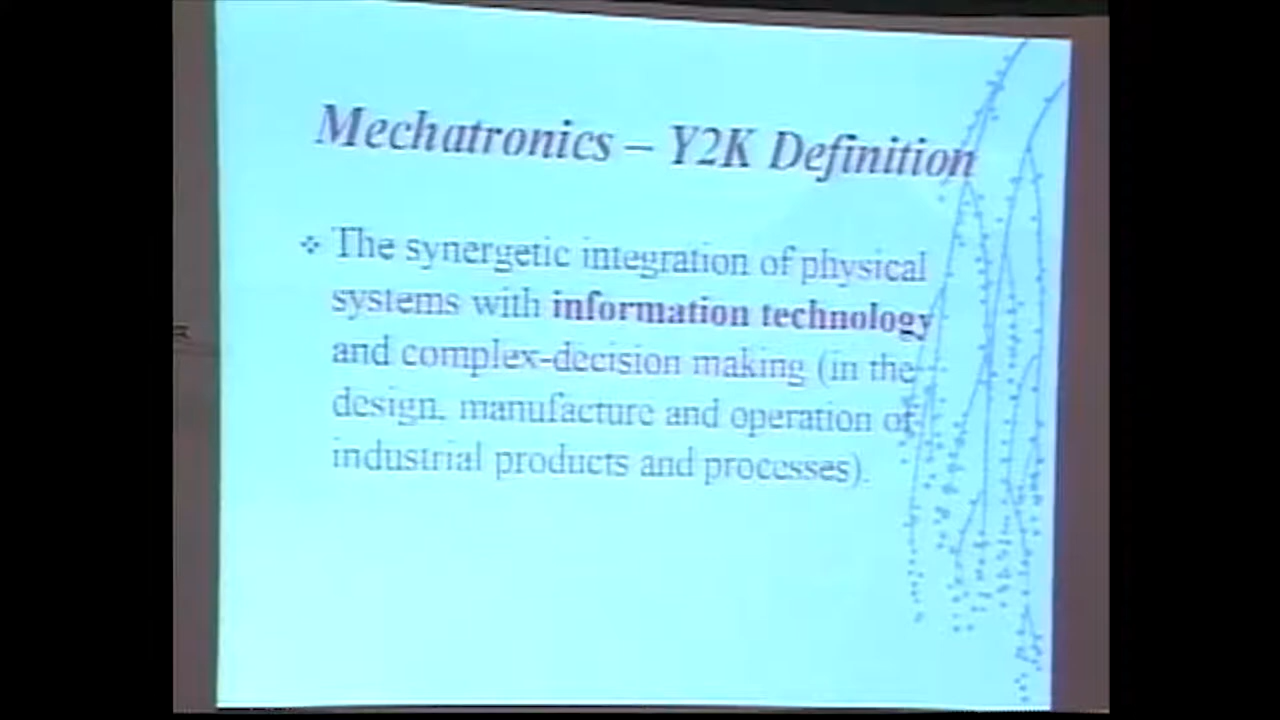 Mechatronics – Y2K Definition
❖ The synergetic integration of physical
systems with information technology
and complex-decision making (in the
design, manufacture and operation of
industrial products and processes).